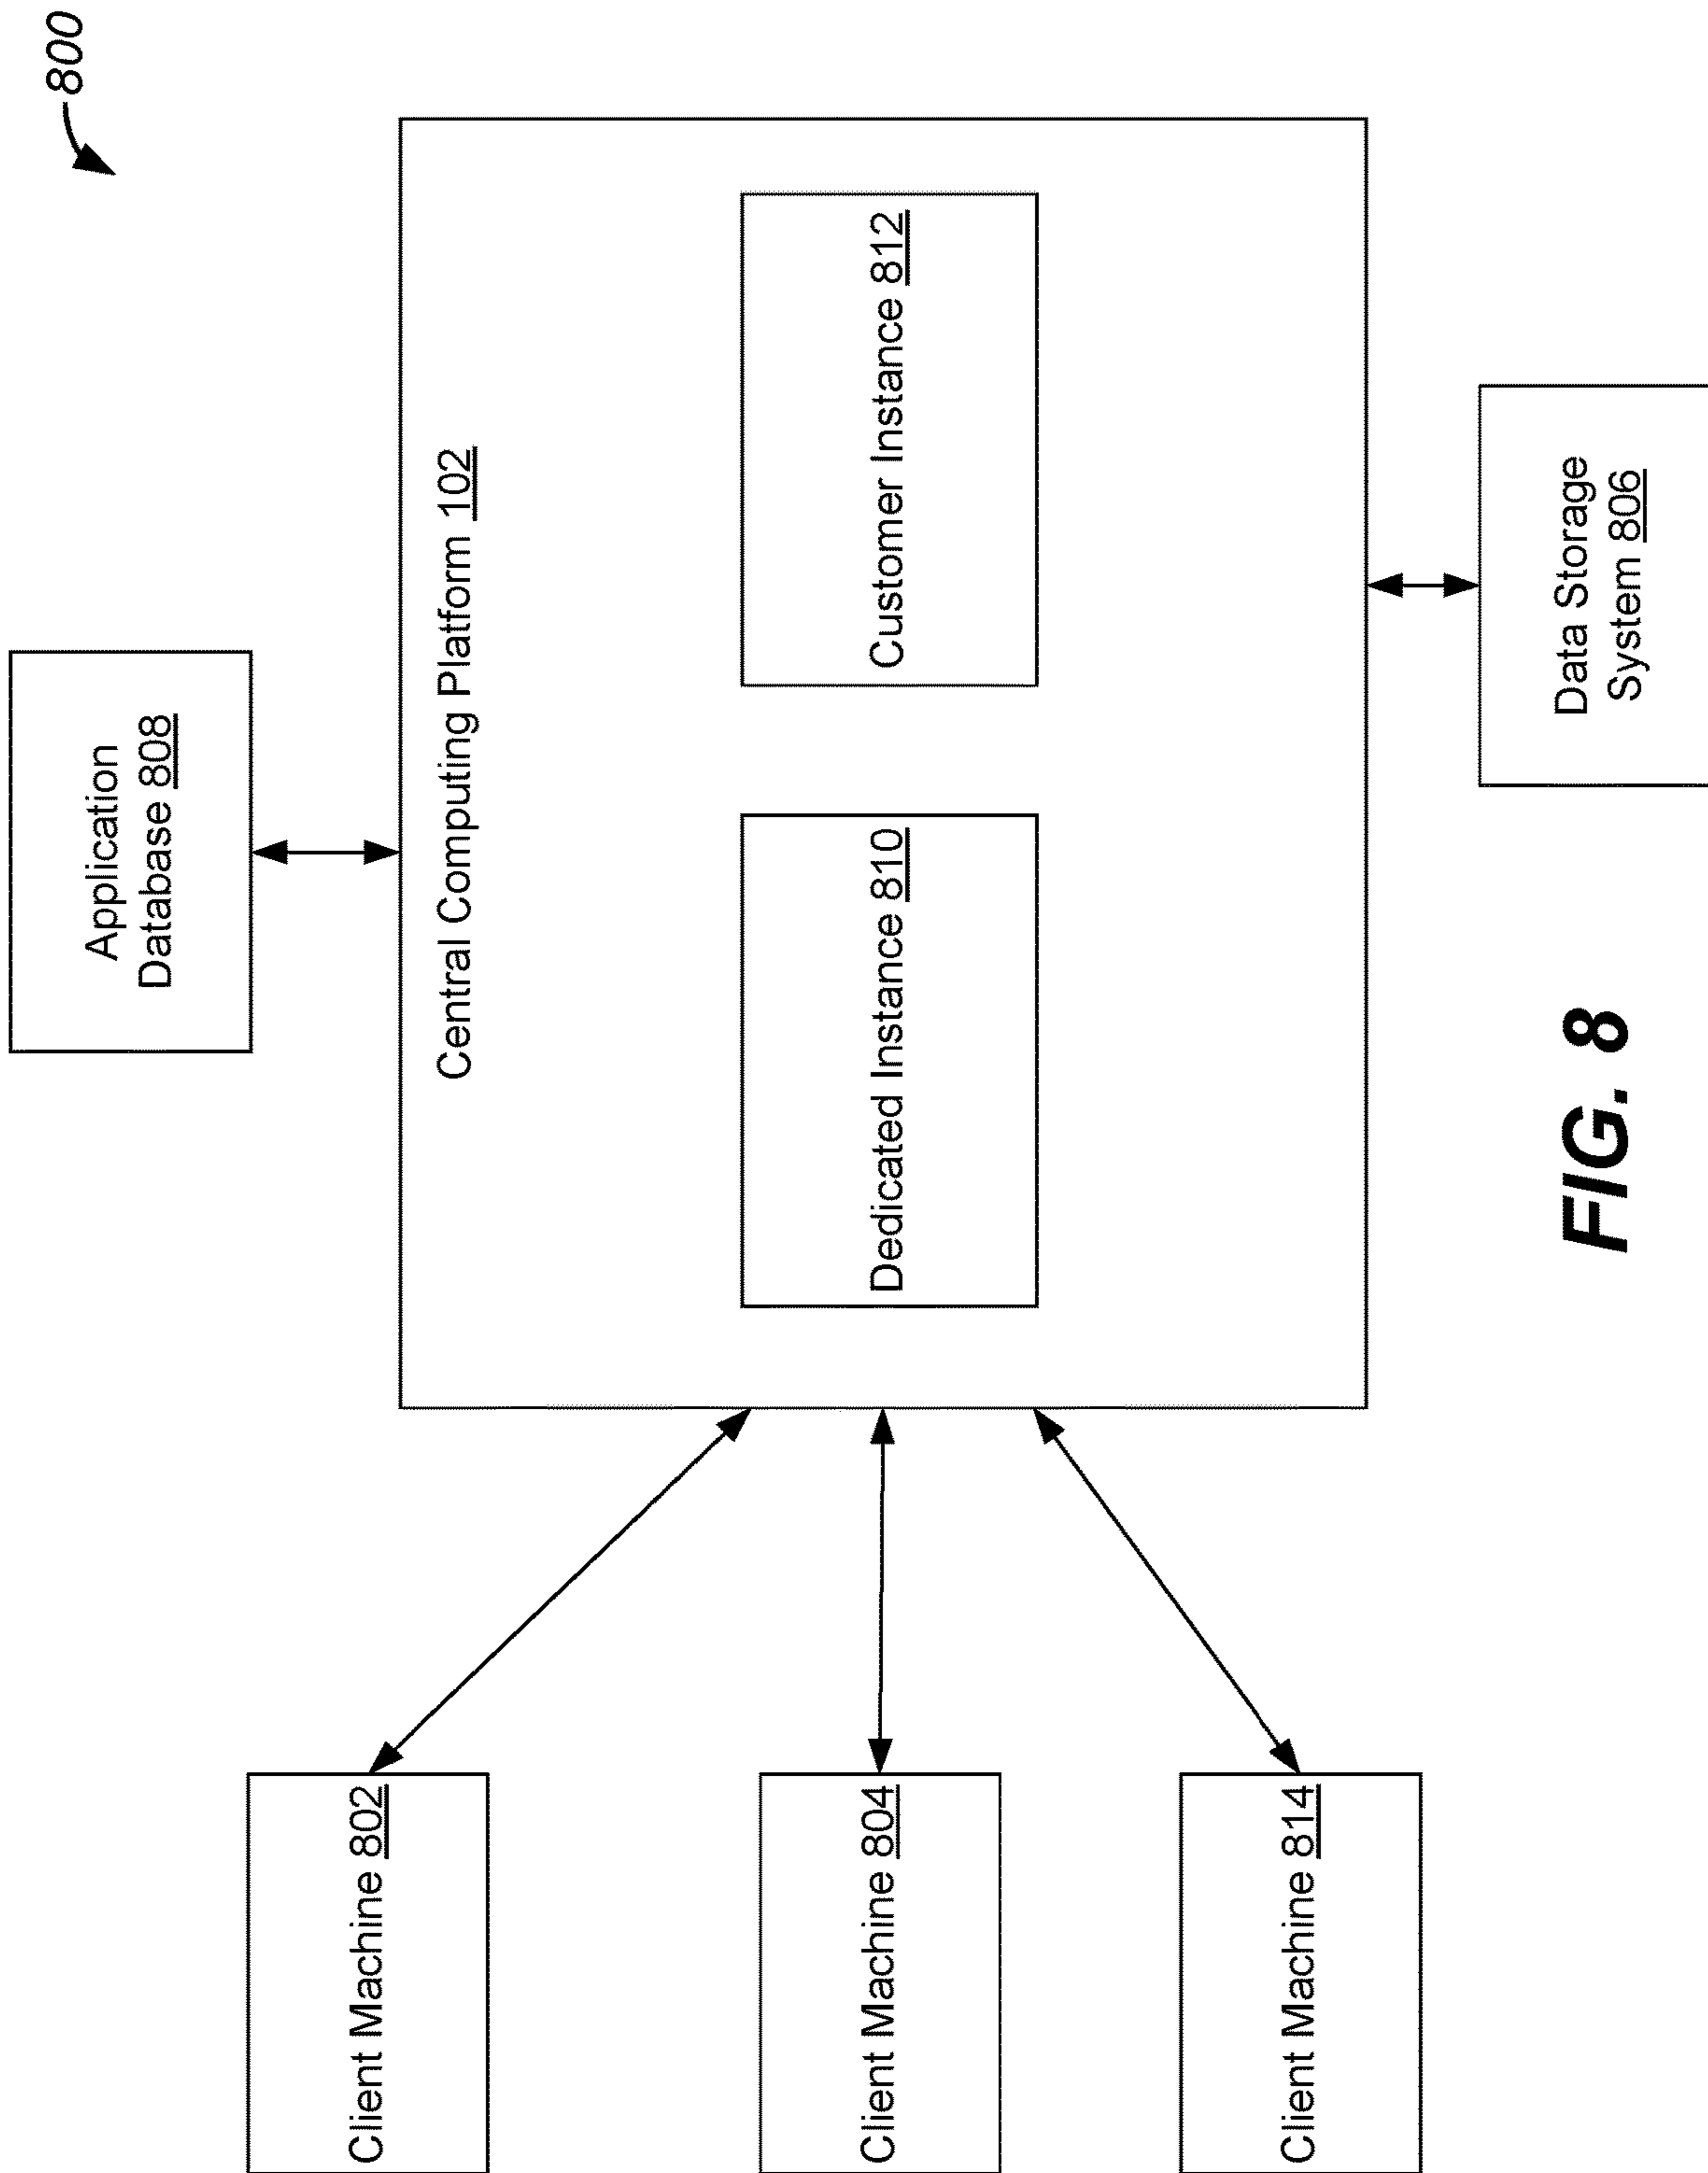 800
Application
Database 808
Central Computing Platform 102
Dedicated Instance 810
Customer Instance 812
Client Machine 802
Client Machine 804
Client Machine 814
Data Storage
System 806
FIG. 8